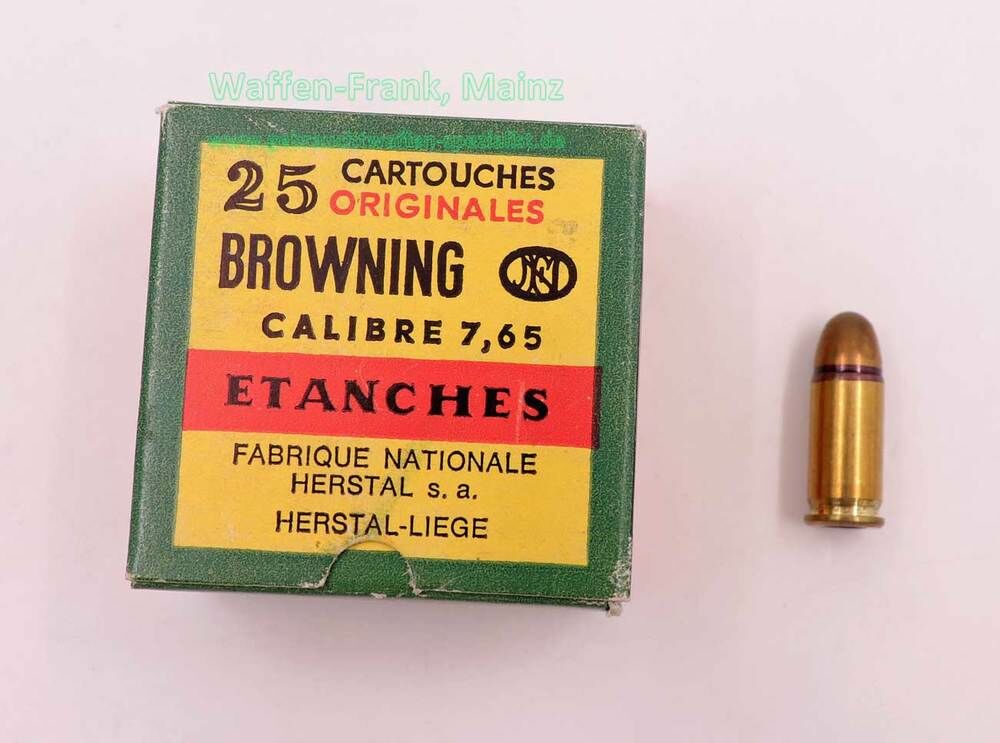 Waffen-Frank, Mainz
25 CARTOUCHES
ORIGINALES
BROWNING FN
CALIBRE 7,65
ETANCHES
FABRIQUE NATIONALE
HERSTAL s. a.
HERSTAL-LIEGE